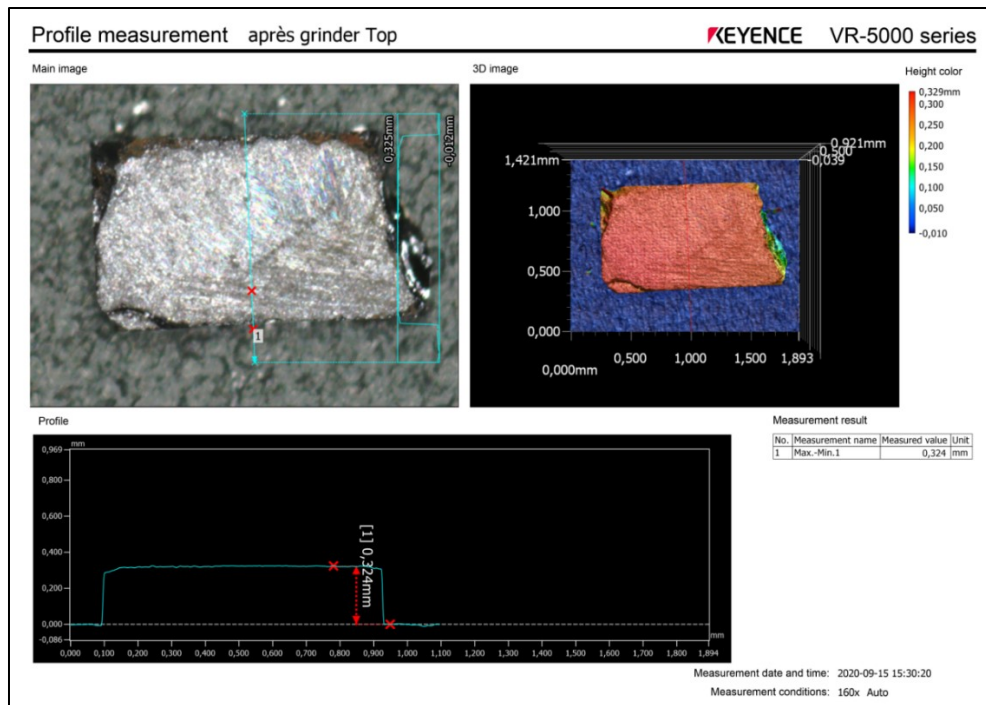 Profile measurement après grinder Top KEYENCE VR-5000 series
Main image
0,325mm
-0,012mm
1
3D image
1,421mm
1,000
0,500
0,000
0,000mm
0,500
1,000
1,500
1,893
0,921mm
0,500
-0,039
Height color
0,329mm
0,300
0,250
0,200
0,150
0,100
0,050
-0,010
Profile
mm
0,969
0,800
0,600
0,400
0,200
0,000
-0,086
[1] 0,324mm
mm
0,000 0,100 0,200 0,300 0,400 0,500 0,600 0,700 0,800 0,900 1,000 1,100 1,200 1,300 1,400 1,500 1,600 1,700 1,894
Measurement result
No. Measurement name Measured value Unit
1 Max.-Min.1 0,324 mm
Measurement date and time: 2020-09-15 15:30:20
Measurement conditions: 160x Auto